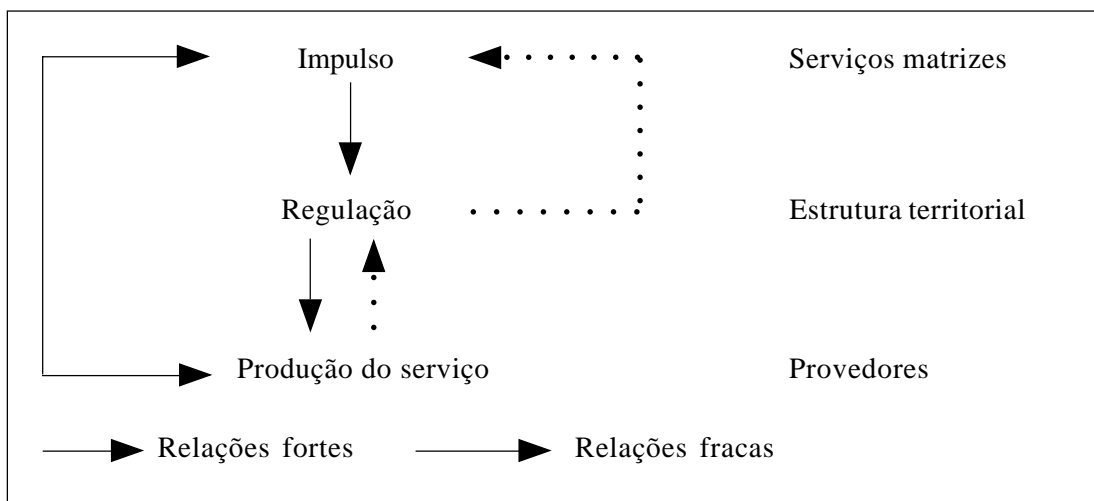 Impulso Serviços matrizes
Regulação Estrutura territorial
Produção do serviço Provedores
Relações fortes Relações fracas